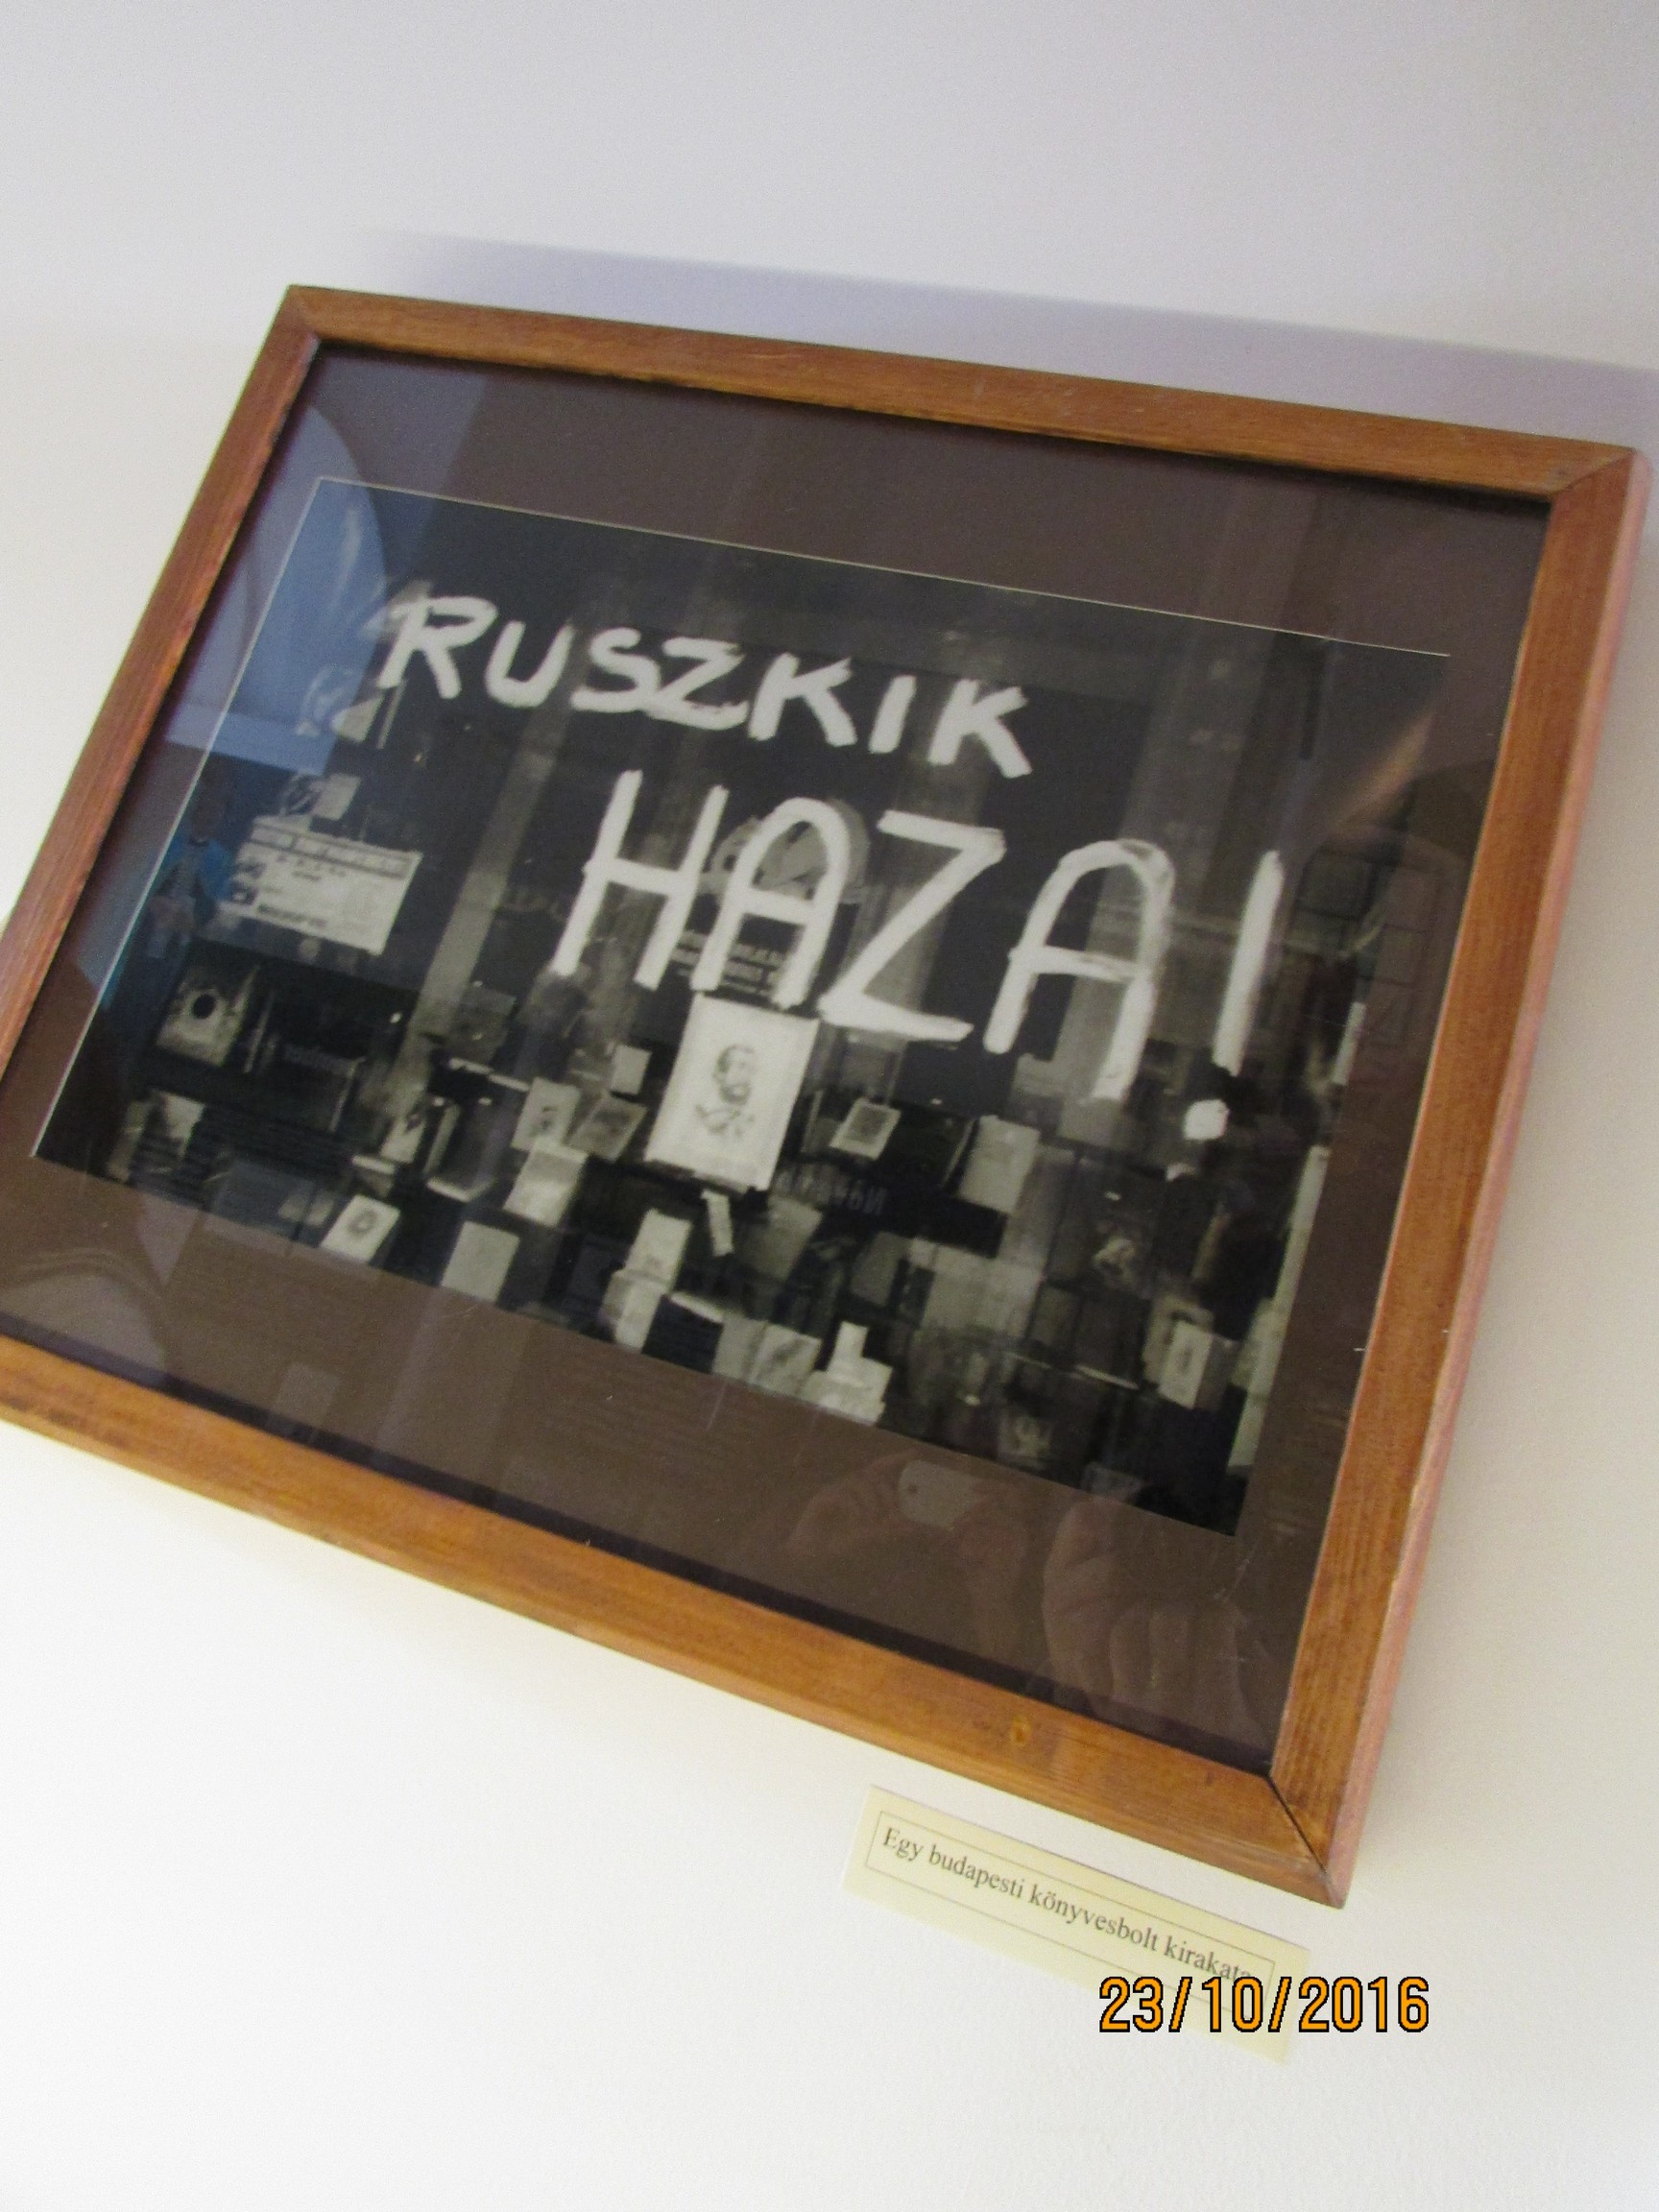 RUSZKIK
HAZA!
Egy budapesti könyvesbolt kirakata
23/10/2016